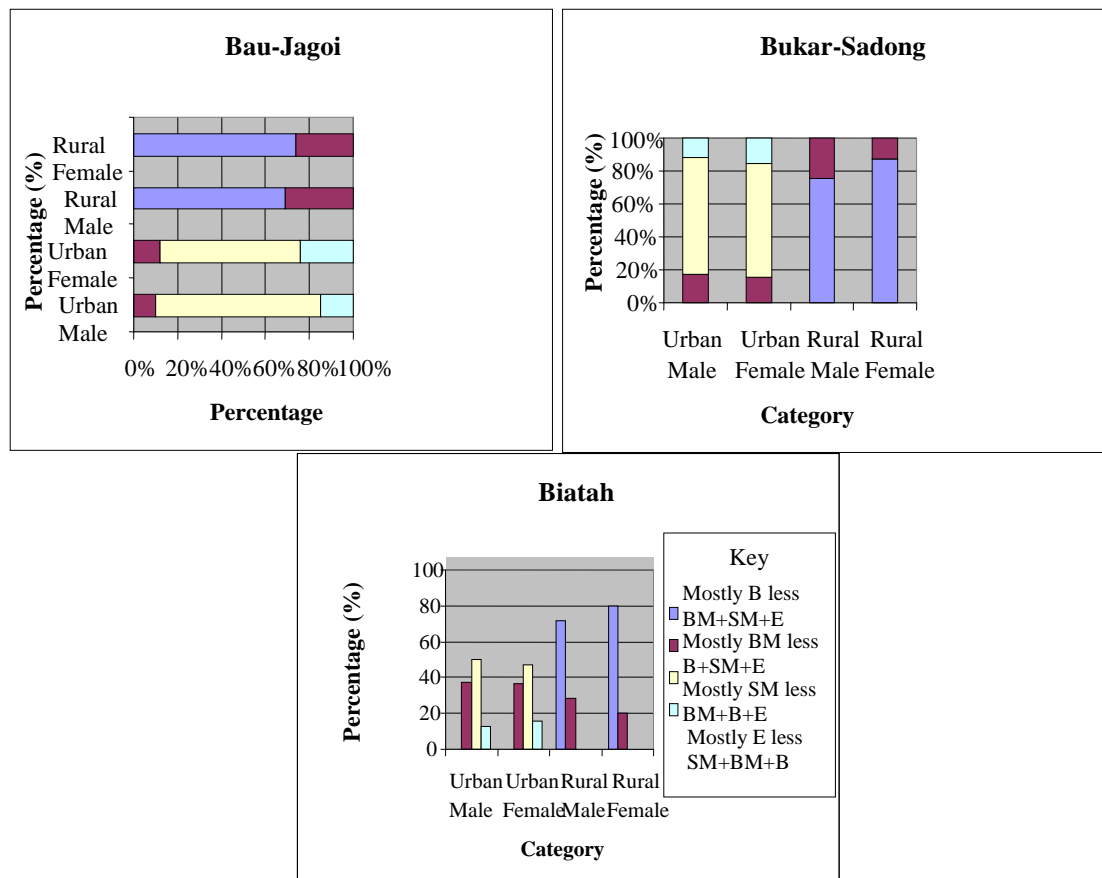 Bau-Jagoi
Percentage (%)
Rural
Female
Rural
Male
Urban
Female
Urban
Male
0% 20% 40% 60% 80% 100%
Percentage
Bukar-Sadong
Percentage (%)
100%
80%
60%
40%
20%
0%
Urban Urban Rural Rural
Male Female Male Female
Category
Biatah
Percentage (%)
100
80
60
40
20
0
Urban Urban Rural Rural
Male Female Male Female
Category
Key
Mostly B less
BM+SM+E
Mostly BM less
B+SM+E
Mostly SM less
BM+B+E
Mostly E less
SM+BM+B